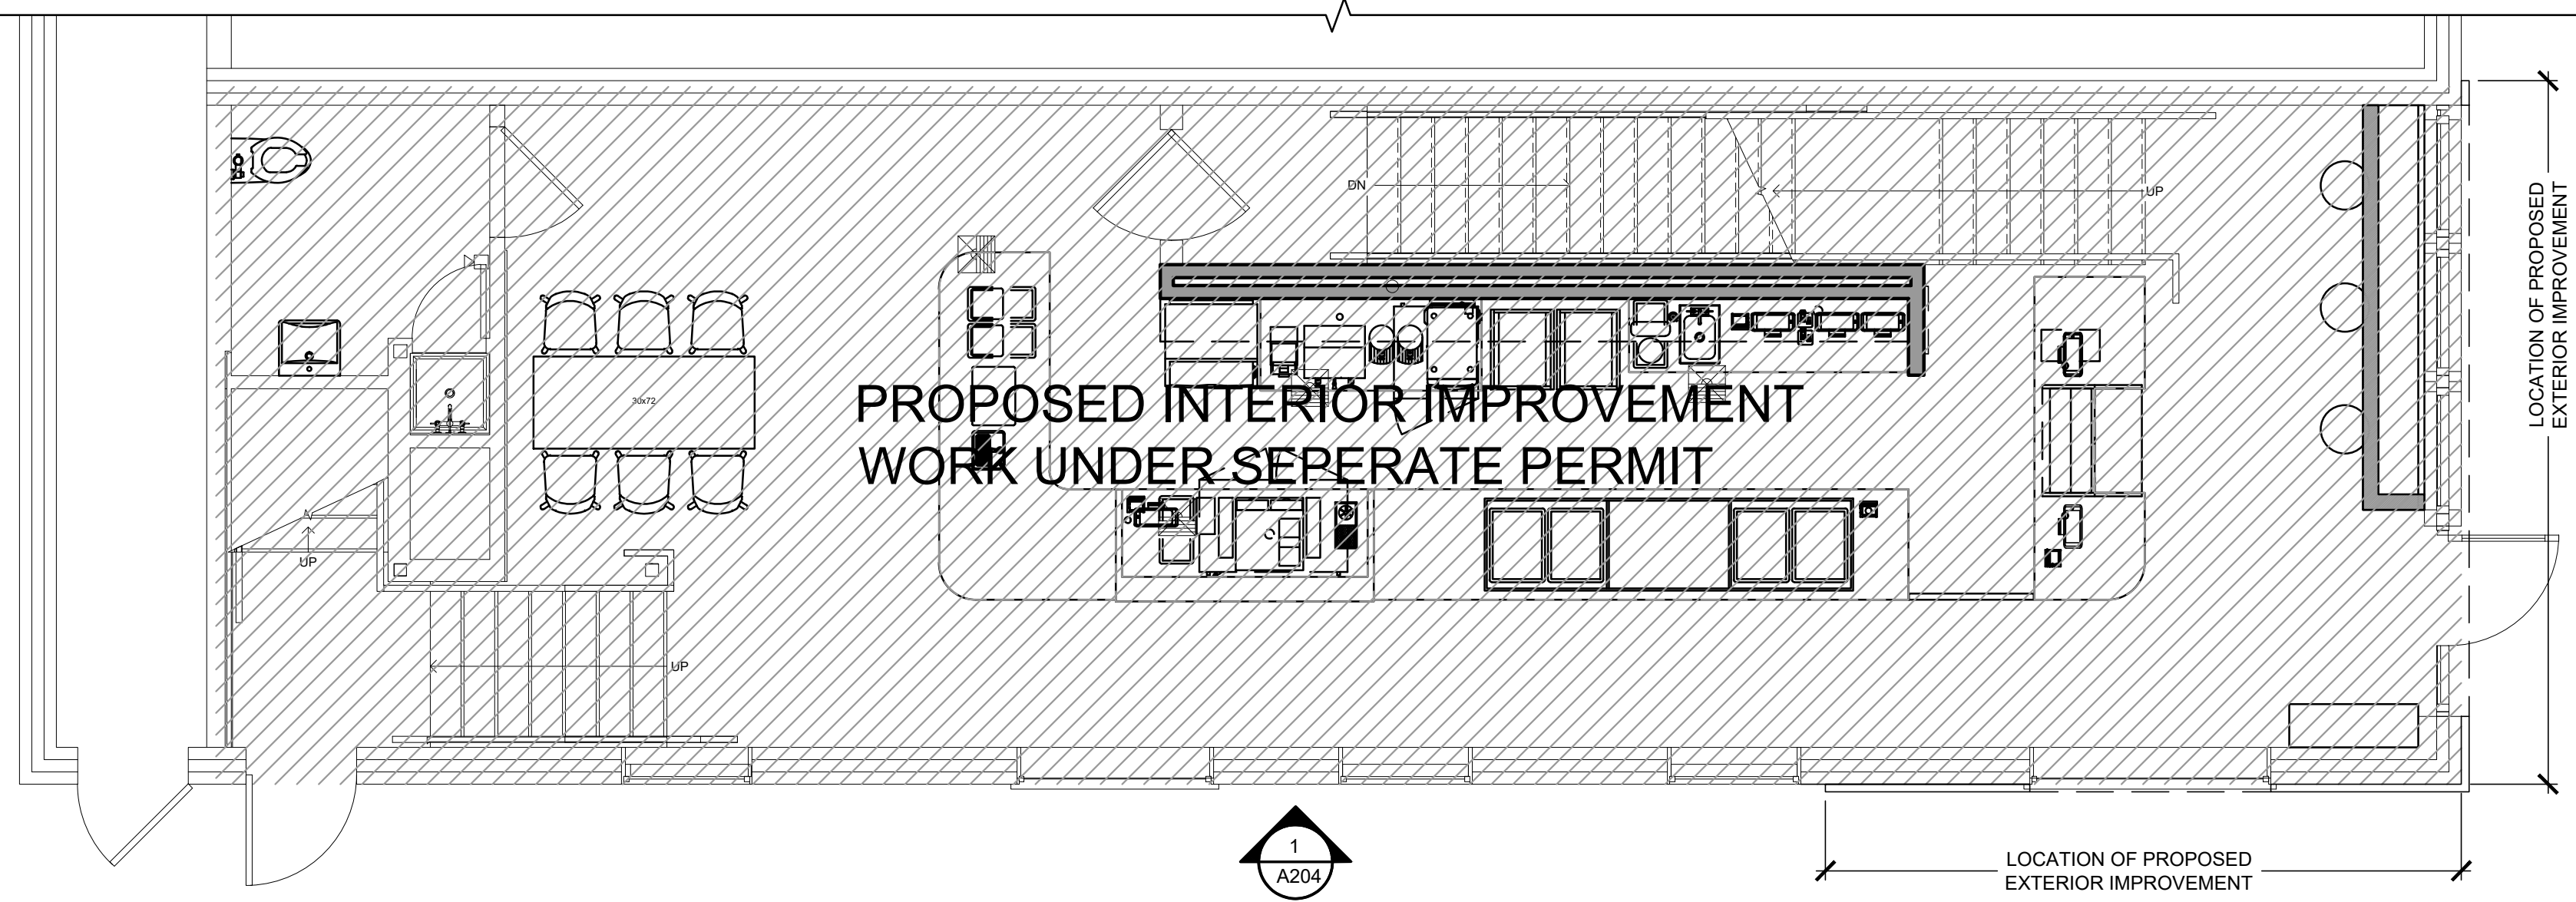 DN
UP
LOCATION OF PROPOSED
EXTERIOR IMPROVEMENT
30x72
PROPOSED INTERIOR IMPROVEMENT
WORK UNDER SEPERATE PERMIT
UP
UP
1
A204
LOCATION OF PROPOSED
EXTERIOR IMPROVEMENT